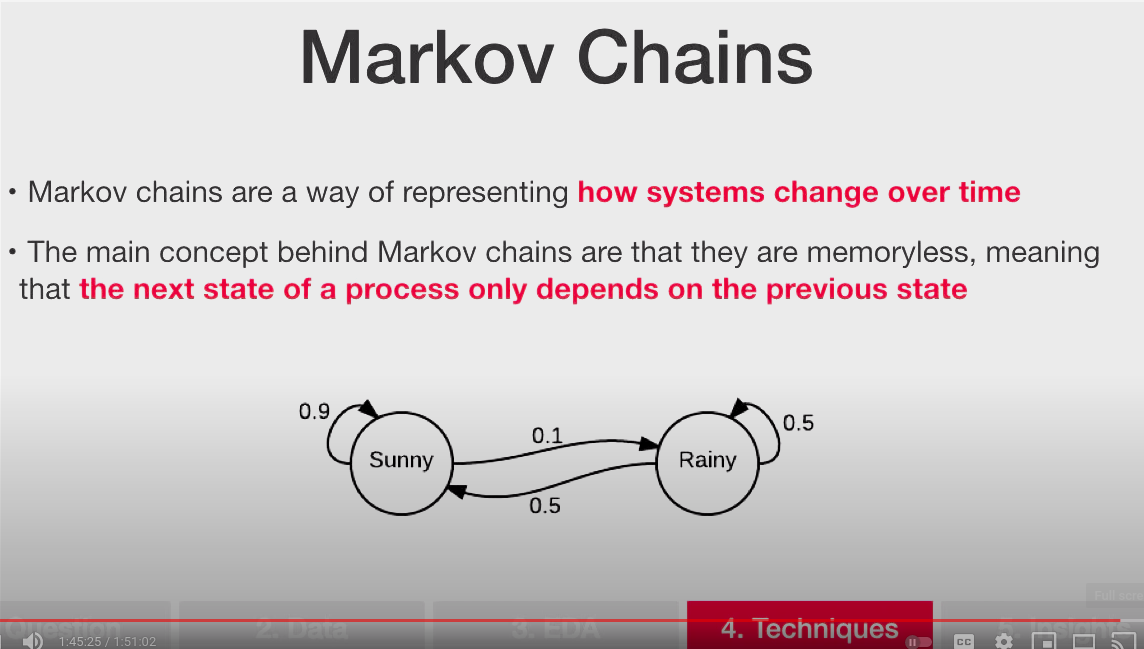 Markov Chains
• Markov chains are a way of representing how systems change over time
• The main concept behind Markov chains are that they are memoryless, meaning
that the next state of a process only depends on the previous state
0.9
0.1
0.5
Sunny
Rainy
0.5
Full scre
Question
2. Data
3. EDA
4. Techniques
5. Insights
1:45:25 / 1:51:02
CC